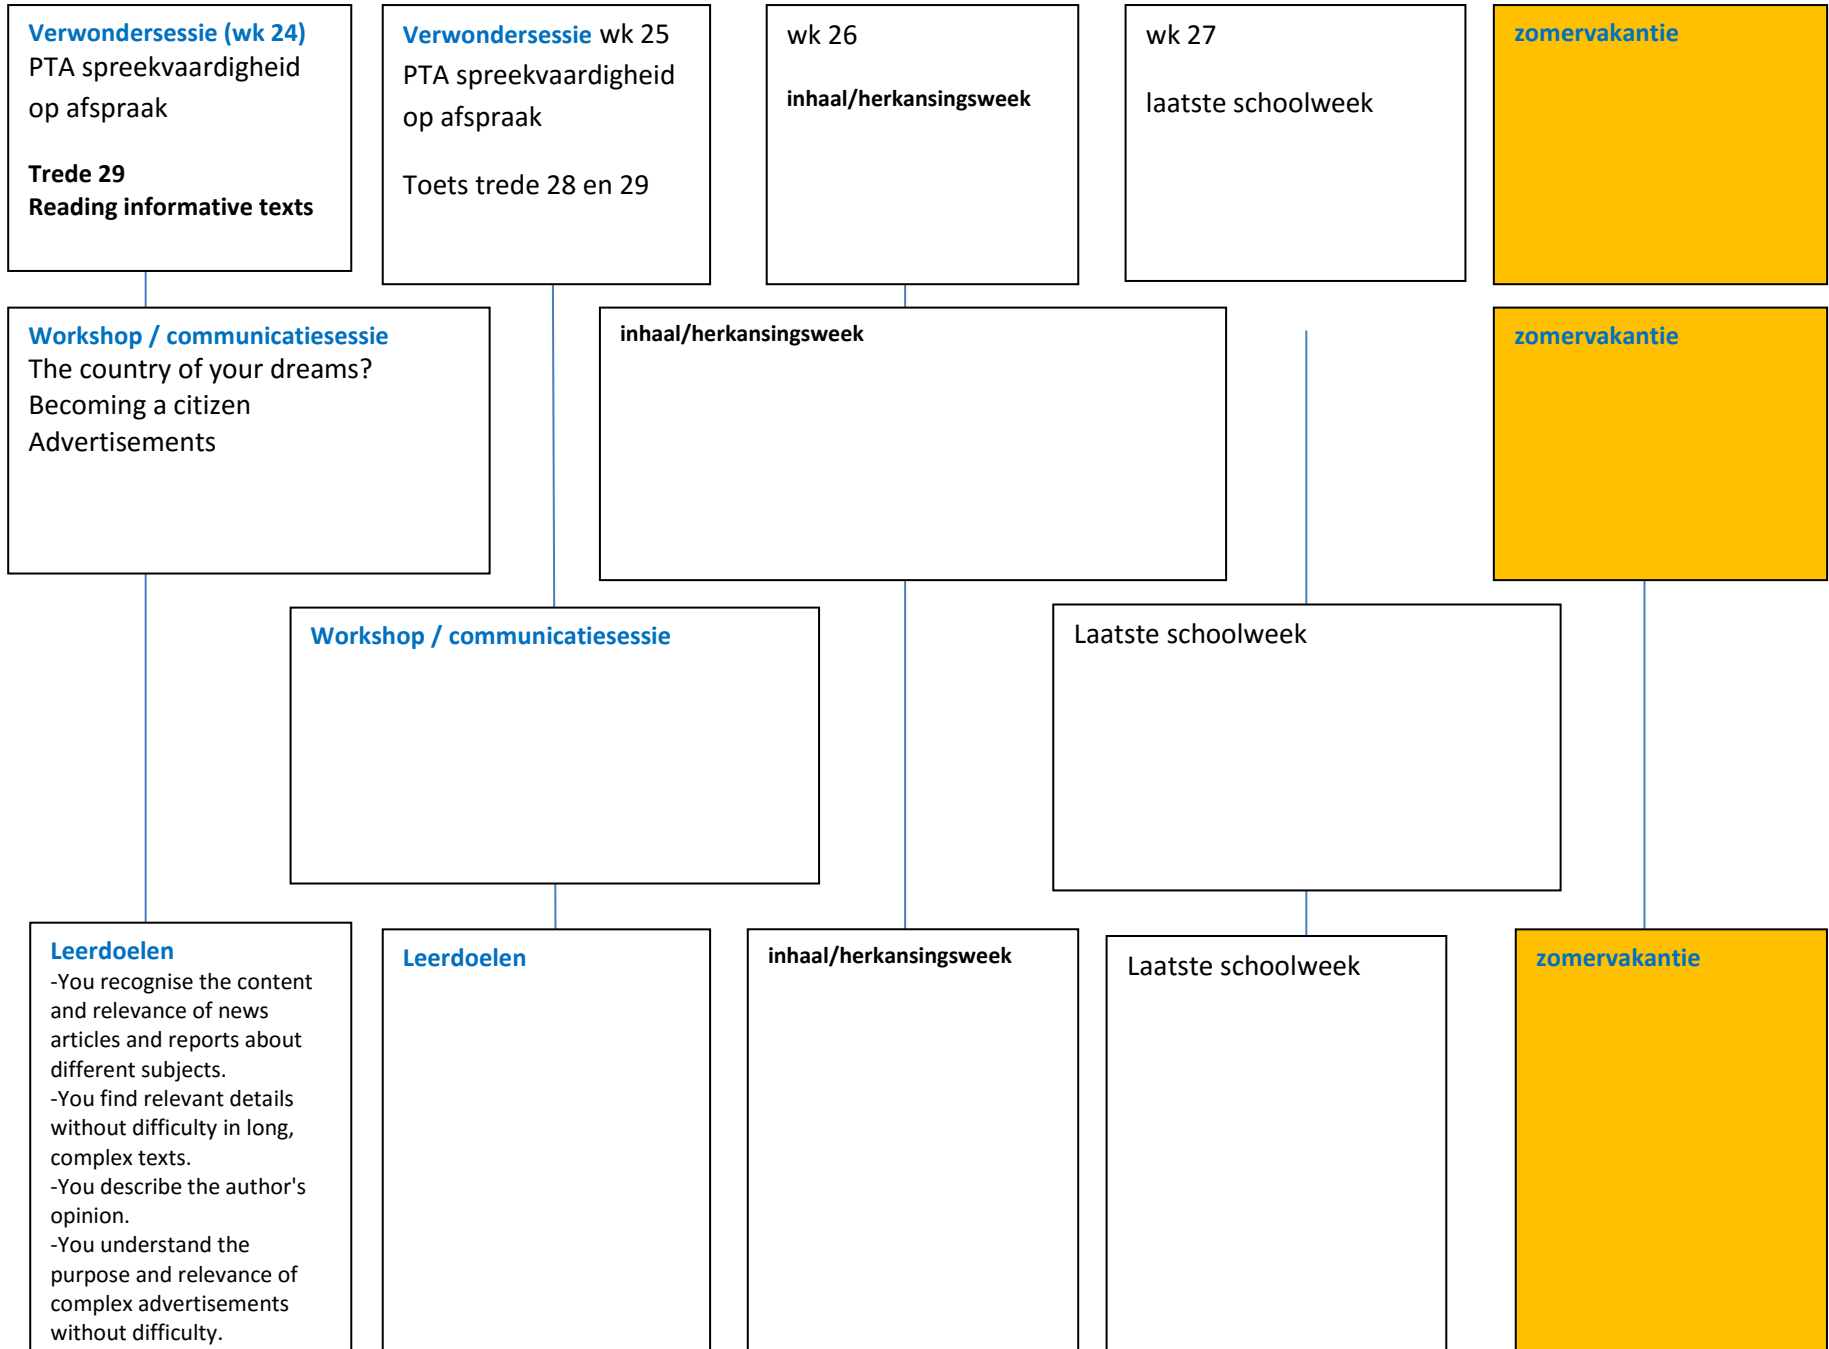 Verwondersessie (wk 24)
PTA spreekvaardigheid
op afspraak
Trede 29
Reading informative texts
Verwondersessie wk 25
PTA spreekvaardigheid
op afspraak
Toets trede 28 en 29
wk 26
inhaal/herkansingsweek
wk 27
laatste schoolweek
zomervakantie
Workshop / communicatiesessie
The country of your dreams?
Becoming a citizen
Advertisements
inhaal/herkansingsweek
zomervakantie
Workshop / communicatiesessie
Laatste schoolweek
Leerdoelen
-You recognise the content
and relevance of news
articles and reports about
different subjects.
-You find relevant details
without difficulty in long,
complex texts.
-You describe the author's
opinion.
-You understand the
purpose and relevance of
complex advertisements
without difficulty.
Leerdoelen
inhaal/herkansingsweek
Laatste schoolweek
zomervakantie